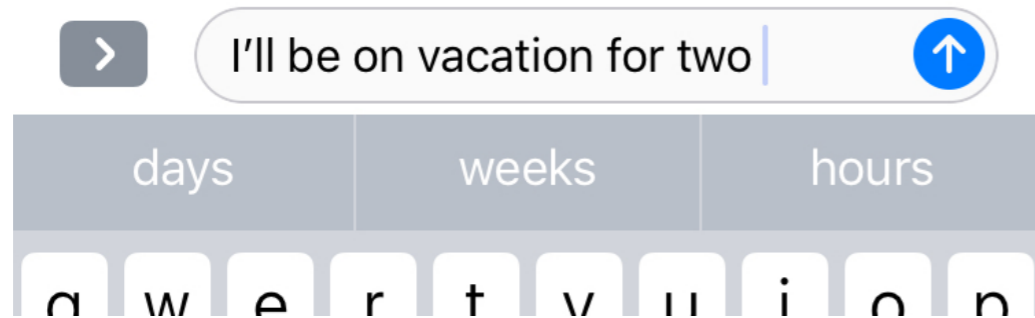 I’ll be on vacation for two
days weeks hours
q w e r t y u i o p